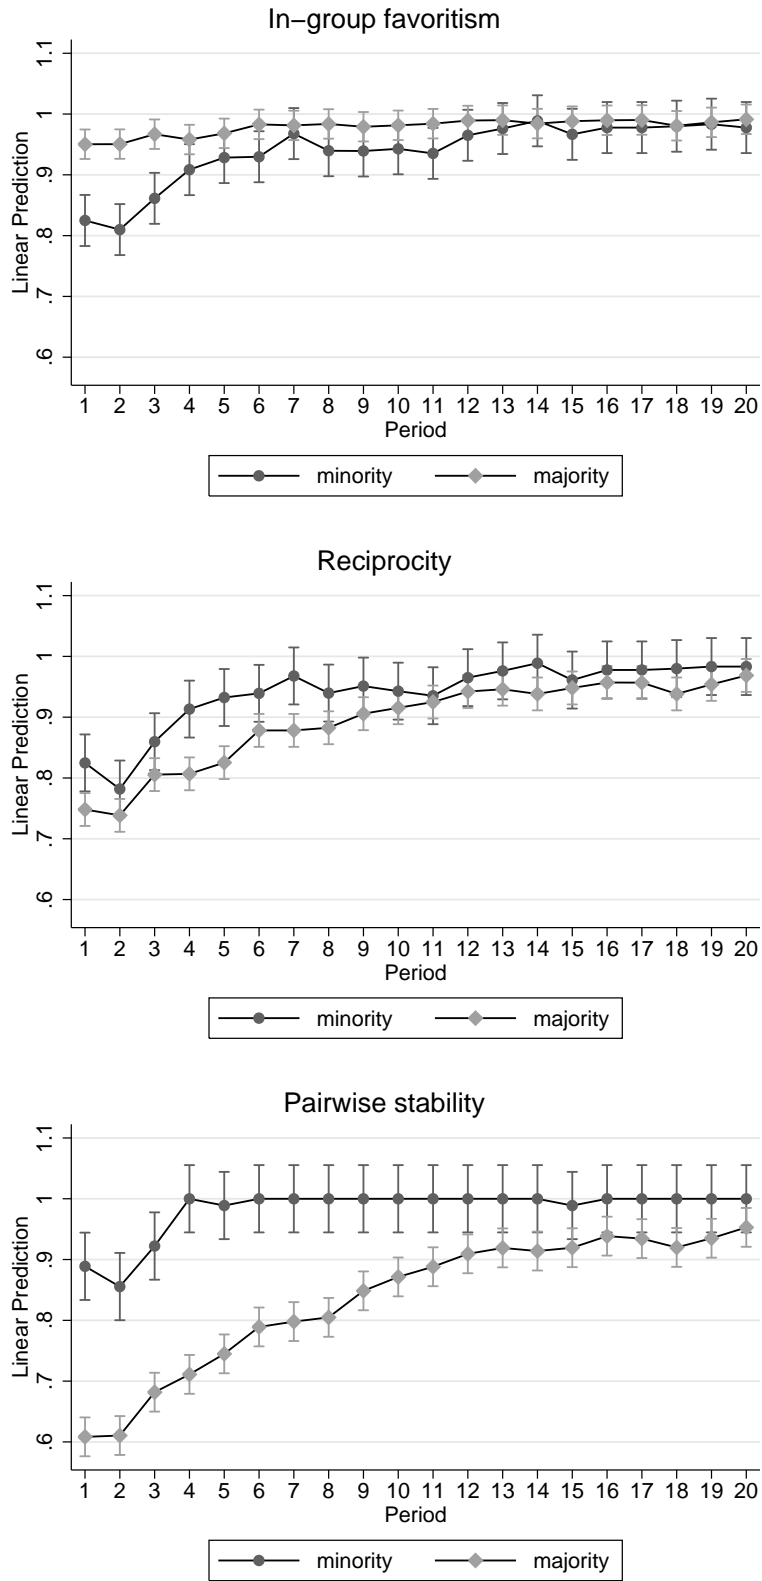 In−group favoritism
Linear Prediction
1.1
1
.9
.8
.7
.6
1 2 3 4 5 6 7 8 9 10 11 12 13 14 15 16 17 18 19 20
Period
minority majority
Reciprocity
Linear Prediction
1.1
1
.9
.8
.7
.6
1 2 3 4 5 6 7 8 9 10 11 12 13 14 15 16 17 18 19 20
Period
minority majority
Pairwise stability
Linear Prediction
1.1
1
.9
.8
.7
.6
1 2 3 4 5 6 7 8 9 10 11 12 13 14 15 16 17 18 19 20
Period
minority majority